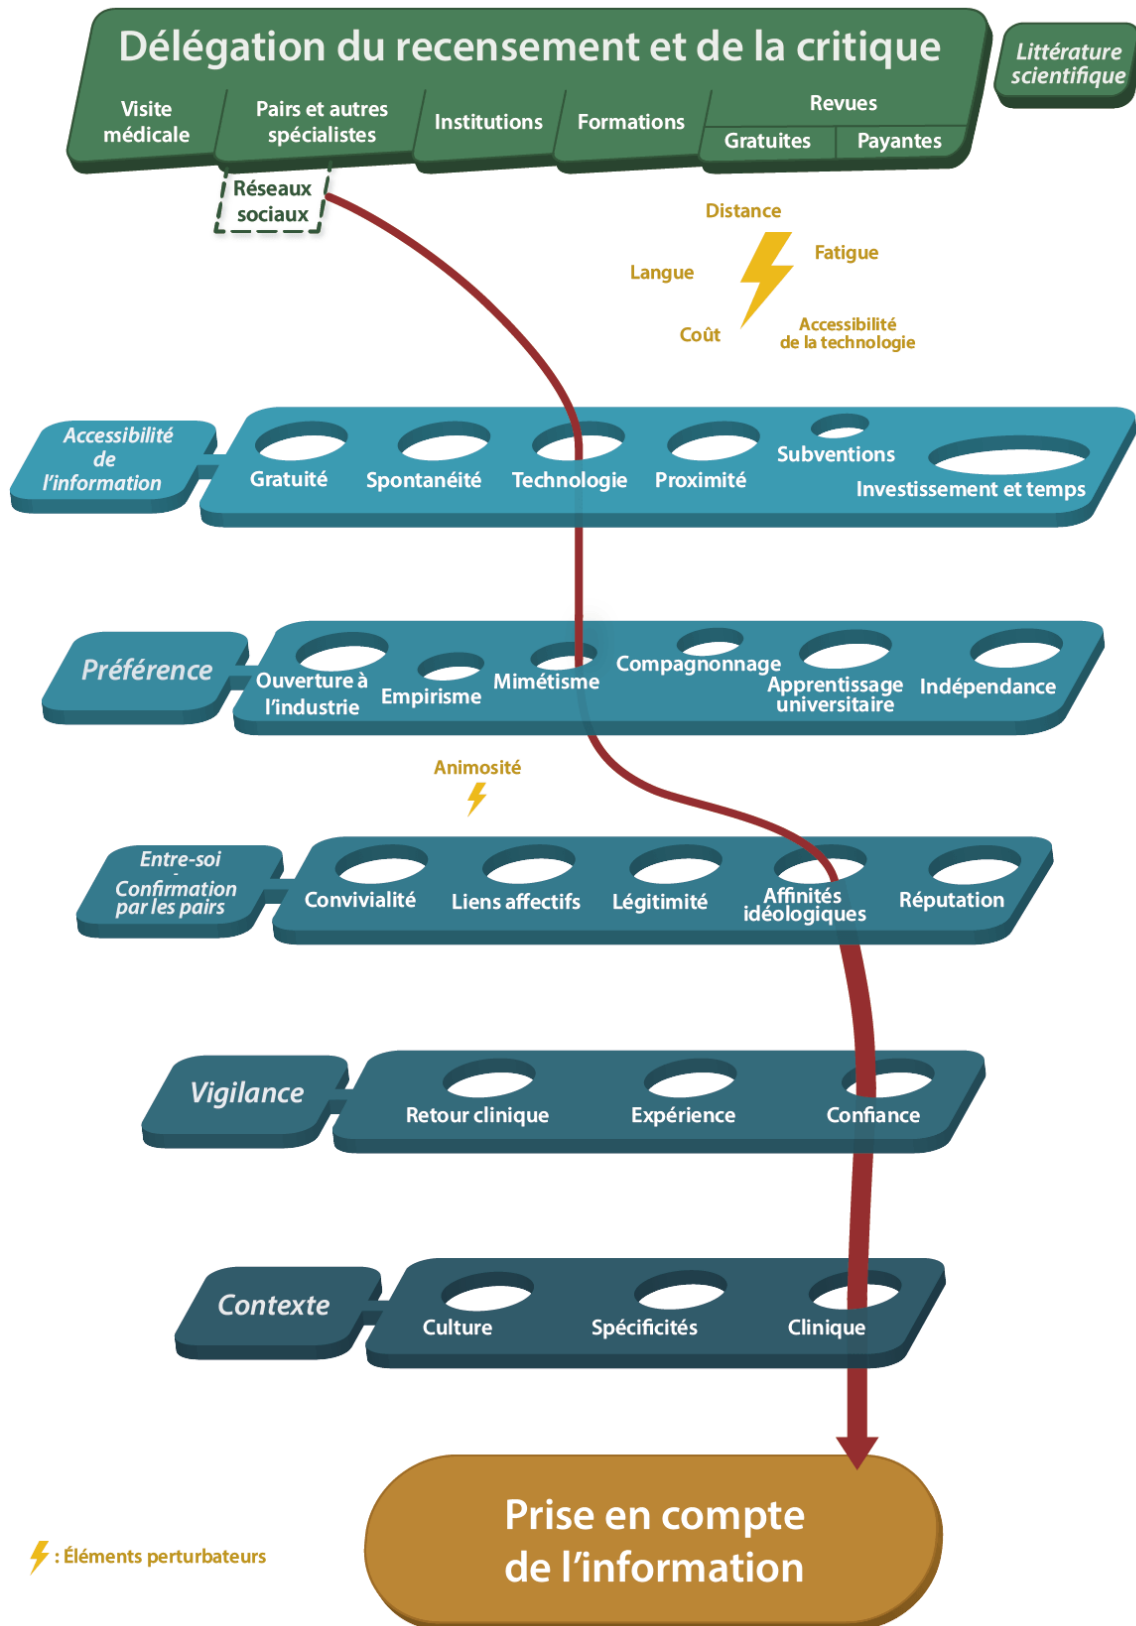 Délégation du recensement et de la critique
Littérature
scientifique
Visite
médicale
Pairs et autres
spécialistes
Institutions
Formations
Revues
Gratuites
Payantes
Réseaux
sociaux
Distance
Fatigue
Langue
Coût
Accessibilité
de la technologie
Accessibilité
de
l'information
Gratuité
Spontanéité
Technologie
Proximité
Subventions
Investissement et temps
Préférence
Ouverture à
l'industrie
Empirisme
Mimétisme
Compagnonnage
Apprentissage
universitaire
Indépendance
Animosité
Entre-soi
-
Confirmation
par les pairs
Convivialité
Liens affectifs
Légitimité
Affinités
idéologiques
Réputation
Vigilance
Retour clinique
Expérience
Confiance
Contexte
Culture
Spécificités
Clinique
Prise en compte
de l'information
: Éléments perturbateurs